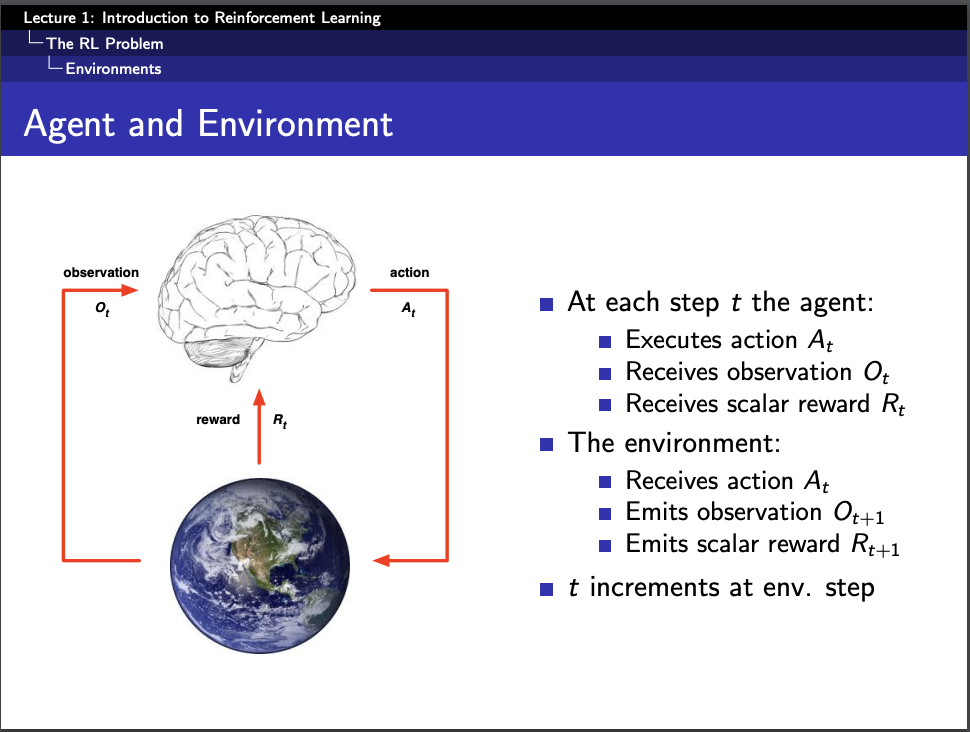 Lecture 1: Introduction to Reinforcement Learning
The RL Problem
Environments
Agent and Environment
observation
Oₜ
action
Aₜ
reward Rₜ
At each step t the agent:
Executes action Aₜ
Receives observation Oₜ
Receives scalar reward Rₜ
The environment:
Receives action Aₜ
Emits observation Oₜ₊₁
Emits scalar reward Rₜ₊₁
t increments at env. step